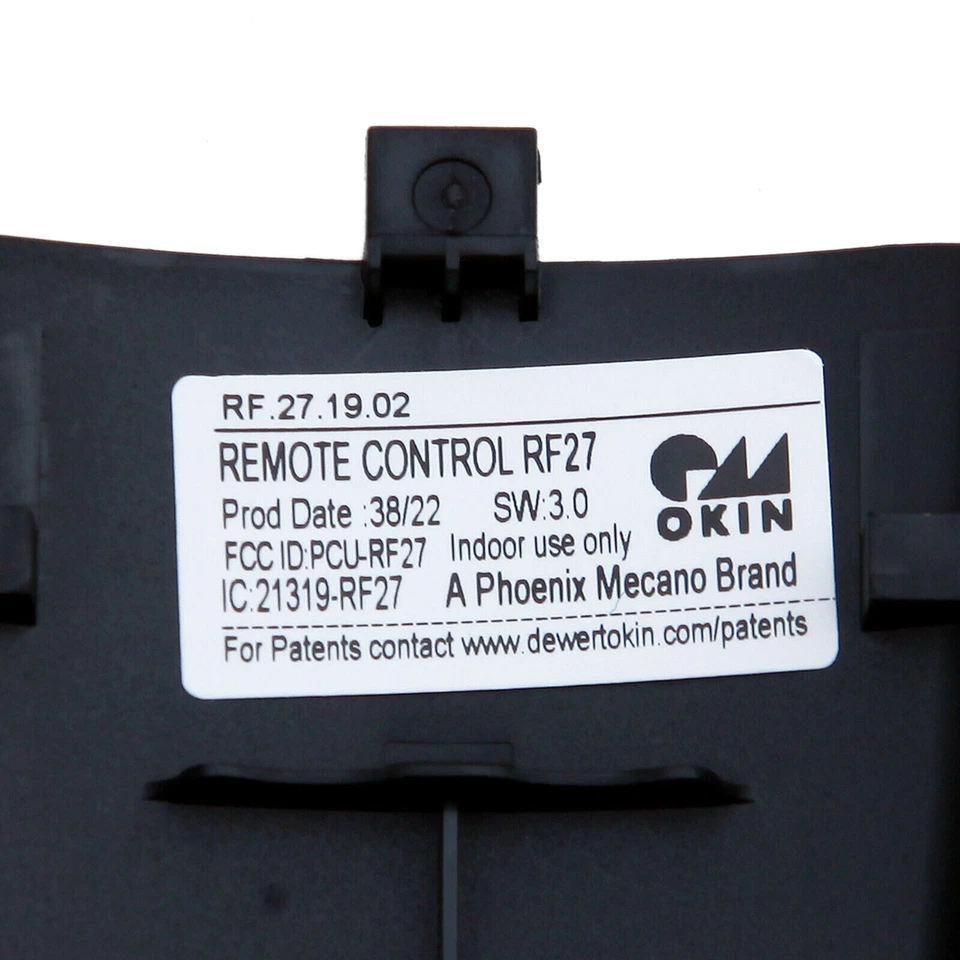 RF.27.19.02
REMOTE CONTROL RF27
Prod Date :38/22 SW:3.0
FCC ID:PCU-RF27 Indoor use only
IC:21319-RF27 A Phoenix Mecano Brand
OKIN
For Patents contact www.dewertokin.com/patents